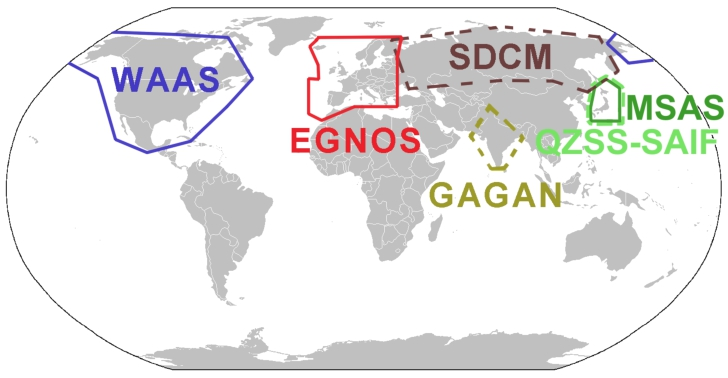 SDCM
WAAS
MSAS
EGNOS
QZSS-SAIF
GAGAN